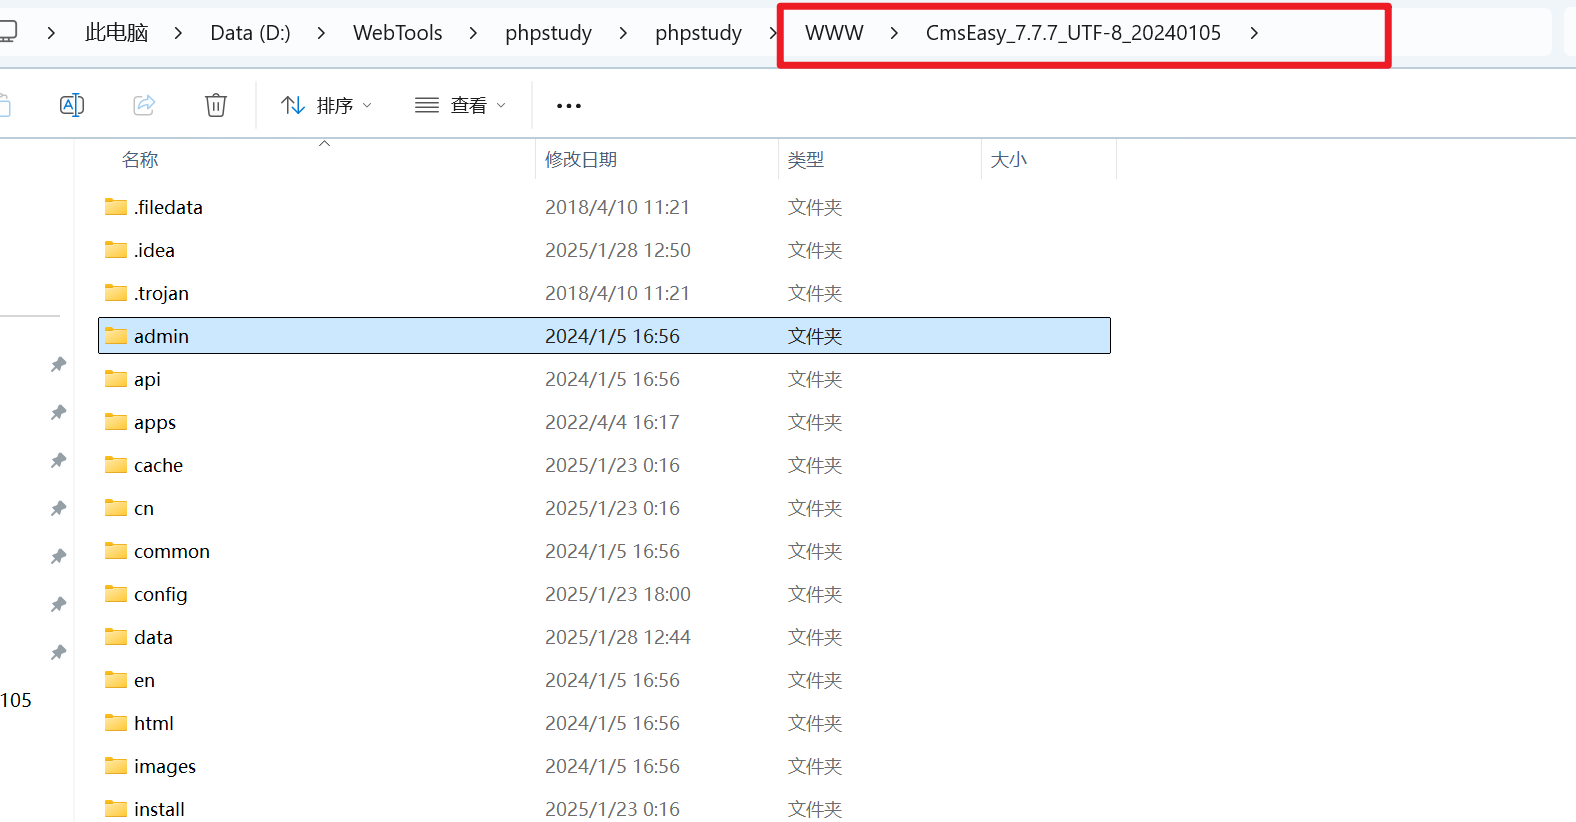 此电脑 Data (D:) WebTools phpstudy phpstudy WWW CmsEasy_7.7.7_UTF-8_20240105
A 排序 查看
名称 修改日期 类型 大小
.filedata 2018/4/10 11:21 文件夹
.idea 2025/1/28 12:50 文件夹
.trojan 2018/4/10 11:21 文件夹
admin 2024/1/5 16:56 文件夹
api 2024/1/5 16:56 文件夹
apps 2022/4/4 16:17 文件夹
cache 2025/1/23 0:16 文件夹
cn 2025/1/23 0:16 文件夹
common 2024/1/5 16:56 文件夹
config 2025/1/23 18:00 文件夹
data 2025/1/28 12:44 文件夹
en 2024/1/5 16:56 文件夹
105
html 2024/1/5 16:56 文件夹
images 2024/1/5 16:56 文件夹
install 2025/1/23 0:16 文件夹